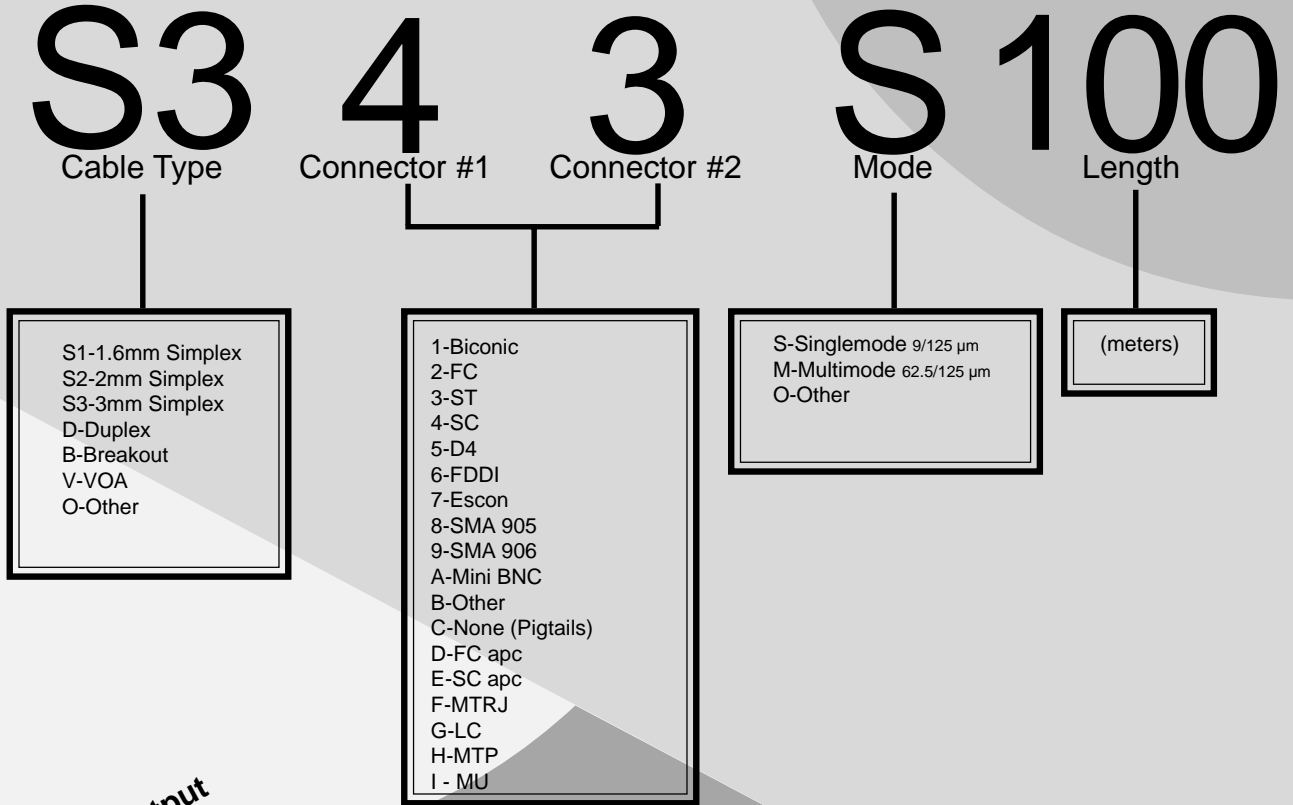 S3 4 3 S 100
Cable Type Connector #1 Connector #2 Mode Length
S1-1.6mm Simplex
S2-2mm Simplex
S3-3mm Simplex
D-Duplex
B-Breakout
V-VOA
O-Other
1-Biconic
2-FC
3-ST
4-SC
5-D4
6-FDDI
7-Escon
8-SMA 905
9-SMA 906
A-Mini BNC
B-Other
C-None (Pigtails)
D-FC apc
E-SC apc
F-MTRJ
G-LC
H-MTP
I - MU
S-Singlemode 9/125 µm
M-Multimode 62.5/125 µm
O-Other
(meters)